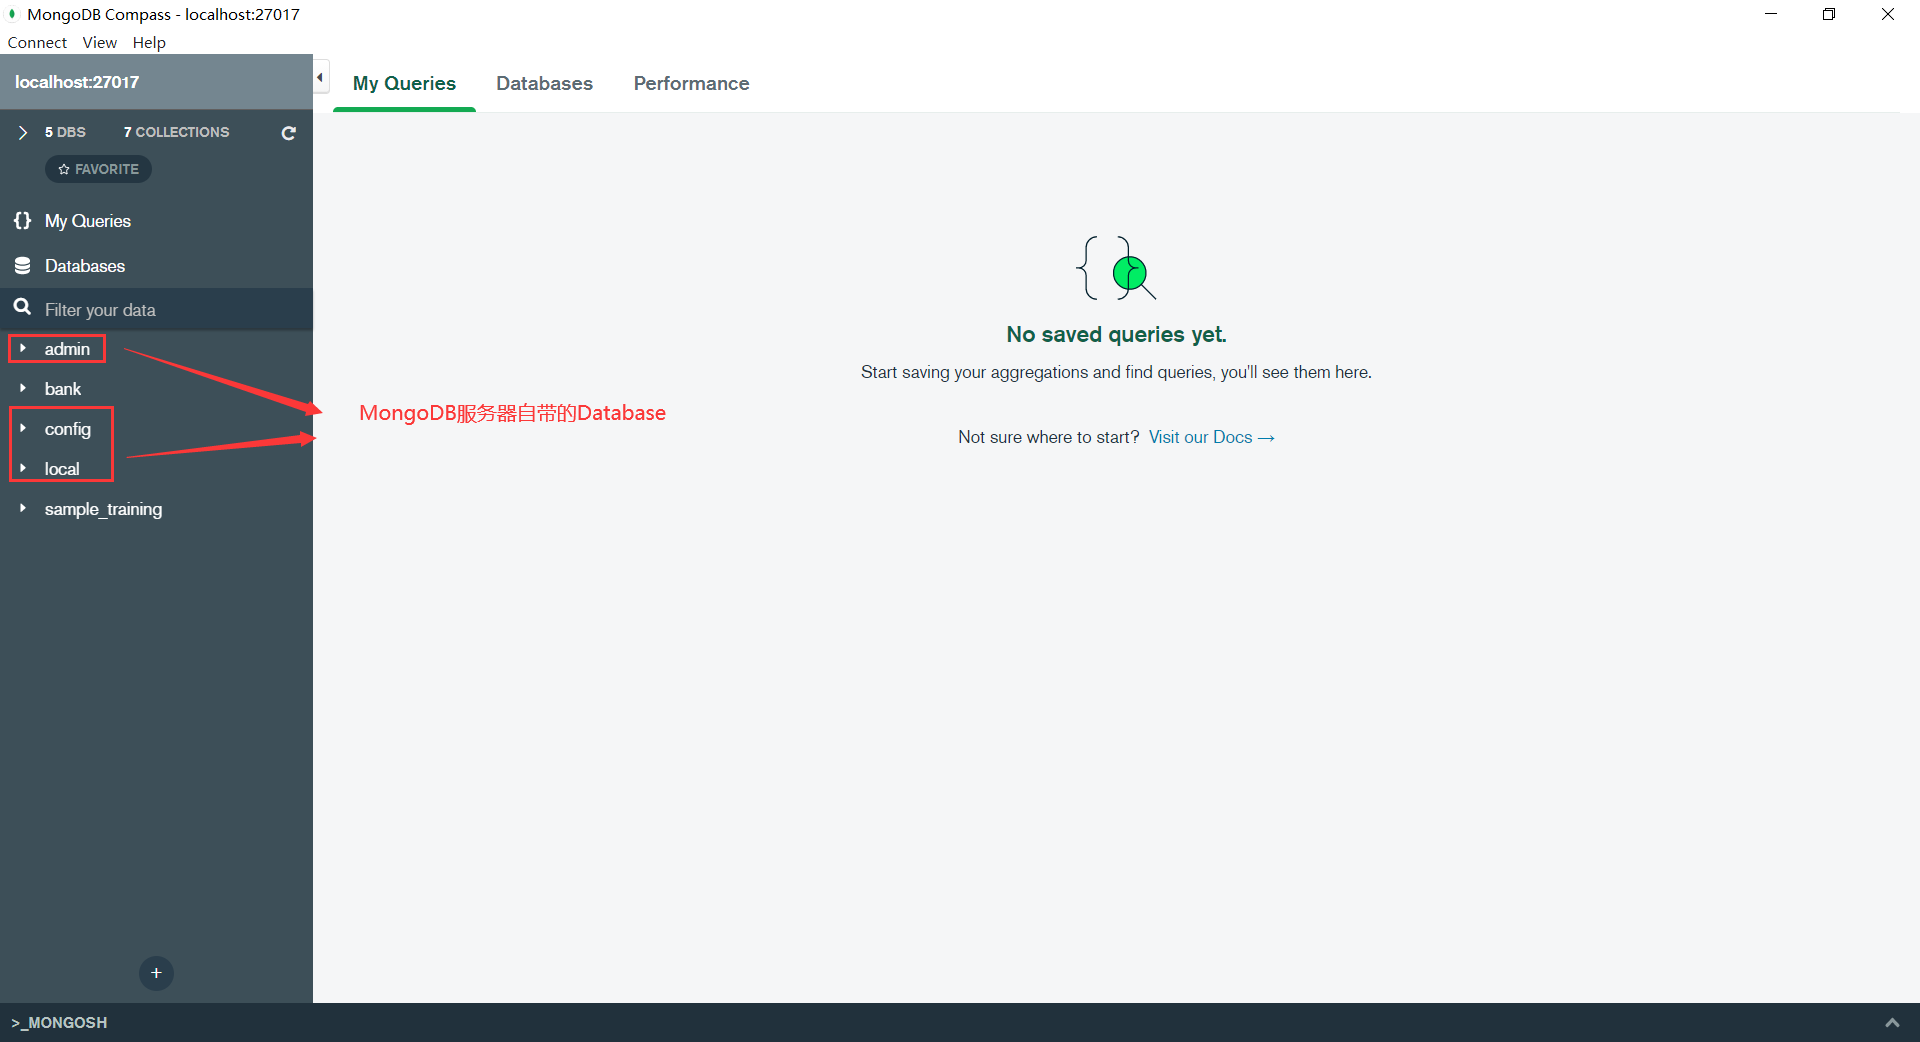 MongoDB Compass - localhost:27017
Connect View Help
localhost:27017
My Queries Databases Performance
5 DBS 7 COLLECTIONS
FAVORITE
{} My Queries
Databases
Filter your data
admin
bank
config
local
sample_training
MongoDB服务器自带的Database
No saved queries yet.
Start saving your aggregations and find queries, you'll see them here.
Not sure where to start? Visit our Docs →
+
>_MONGOSH